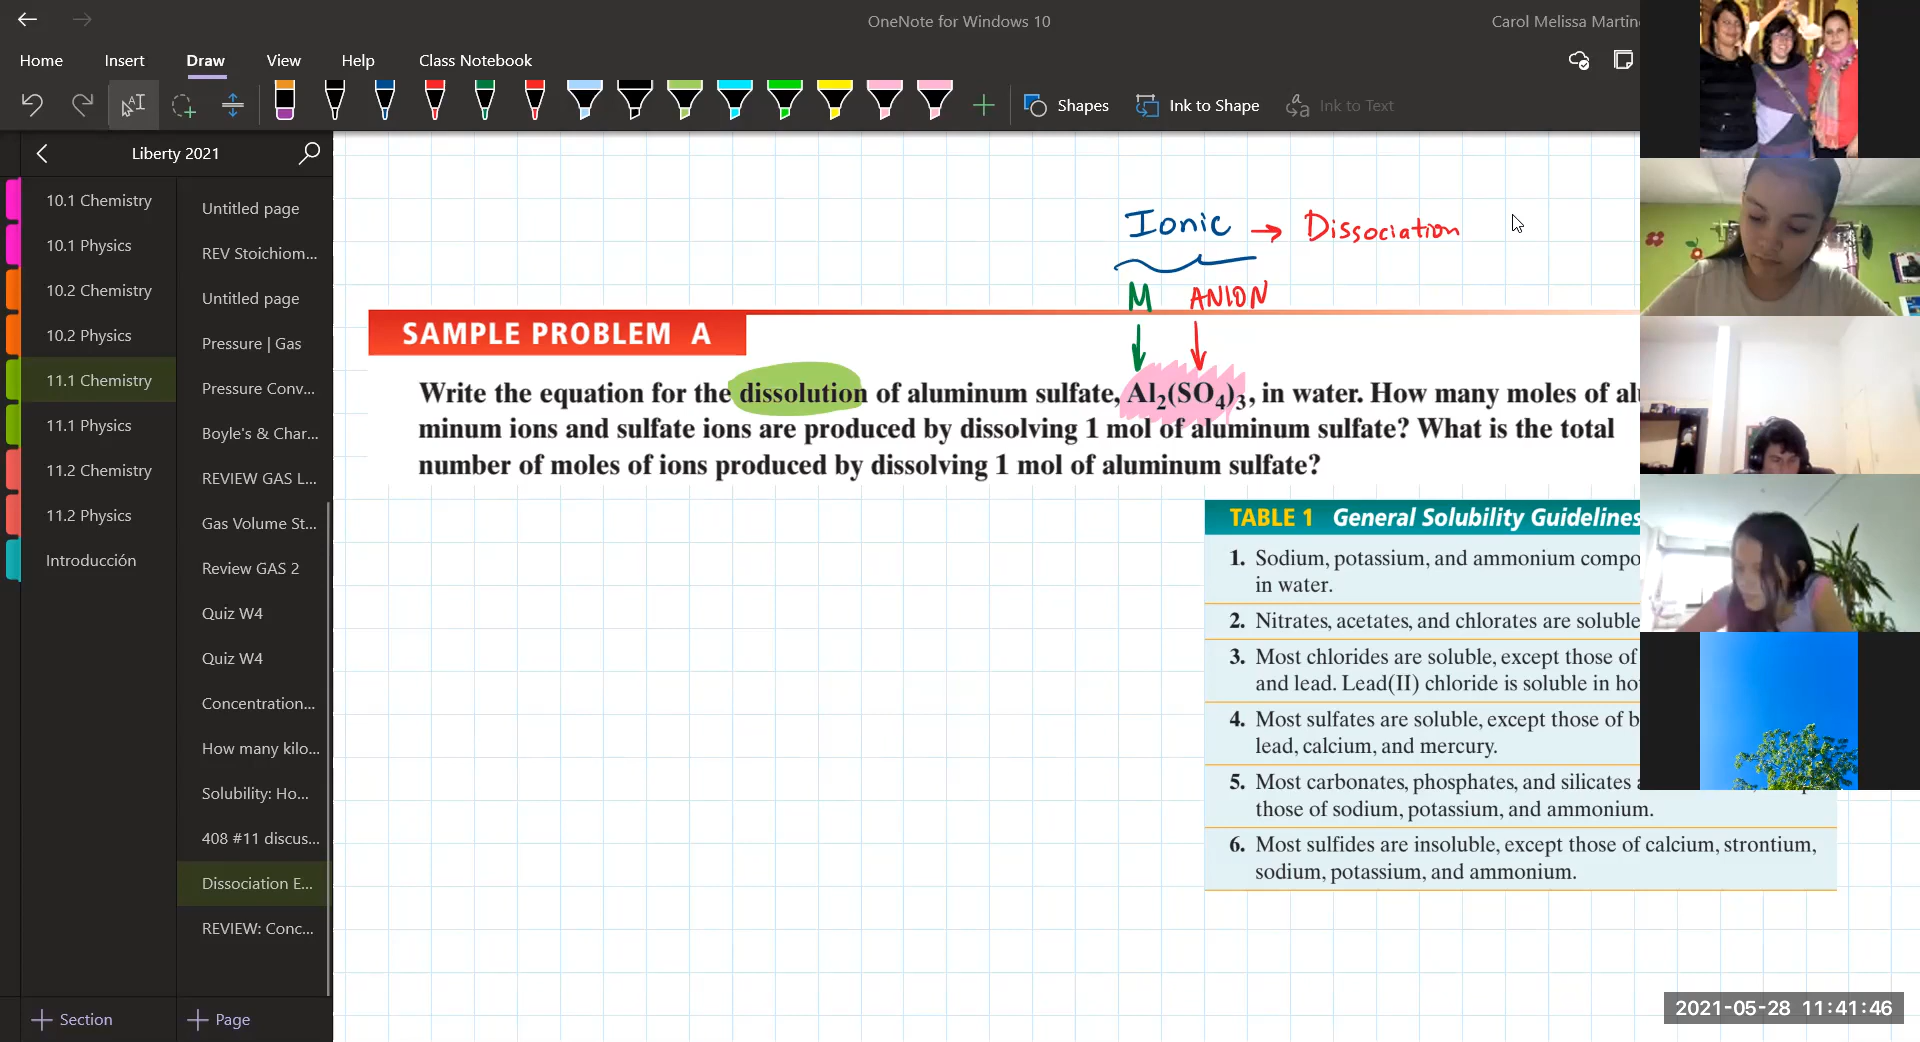 OneNote for Windows 10
Carol Melissa Martin
Home Insert Draw View Help Class Notebook
Shapes Ink to Shape Ink to Text
Liberty 2021
10.1 Chemistry
10.1 Physics
10.2 Chemistry
10.2 Physics
11.1 Chemistry
11.1 Physics
11.2 Chemistry
11.2 Physics
Introducción
Untitled page
REV Stoichiom...
Untitled page
Pressure | Gas
Pressure Conv...
Boyle's & Char...
REVIEW GAS L...
Gas Volume St...
Review GAS 2
Quiz W4
Quiz W4
Concentration...
How many kilo...
Solubility: Ho...
408 #11 discus...
Dissociation E...
REVIEW: Conc...
Section
Page
Ionic → Dissociation
M ANION
SAMPLE PROBLEM A
Write the equation for the dissolution of aluminum sulfate, Al₂(SO₄)₃, in water. How many moles of al
minum ions and sulfate ions are produced by dissolving 1 mol of aluminum sulfate? What is the total
number of moles of ions produced by dissolving 1 mol of aluminum sulfate?
TABLE 1 General Solubility Guidelines
1. Sodium, potassium, and ammonium compo
in water.
2. Nitrates, acetates, and chlorates are soluble
3. Most chlorides are soluble, except those of
and lead. Lead(II) chloride is soluble in ho
4. Most sulfates are soluble, except those of b
lead, calcium, and mercury.
5. Most carbonates, phosphates, and silicates
those of sodium, potassium, and ammonium.
6. Most sulfides are insoluble, except those of calcium, strontium,
sodium, potassium, and ammonium.
2021-05-28 11:41:46